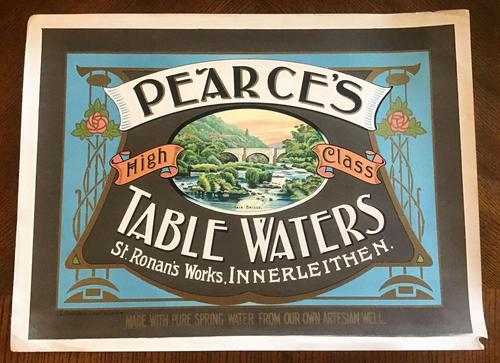 PEARCE'S
High Class
TABLE WATERS
St. Ronan's Works, INNERLEITHEN.
MADE WITH PURE SPRING WATER FROM OUR OWN ARTESIAN WELL.